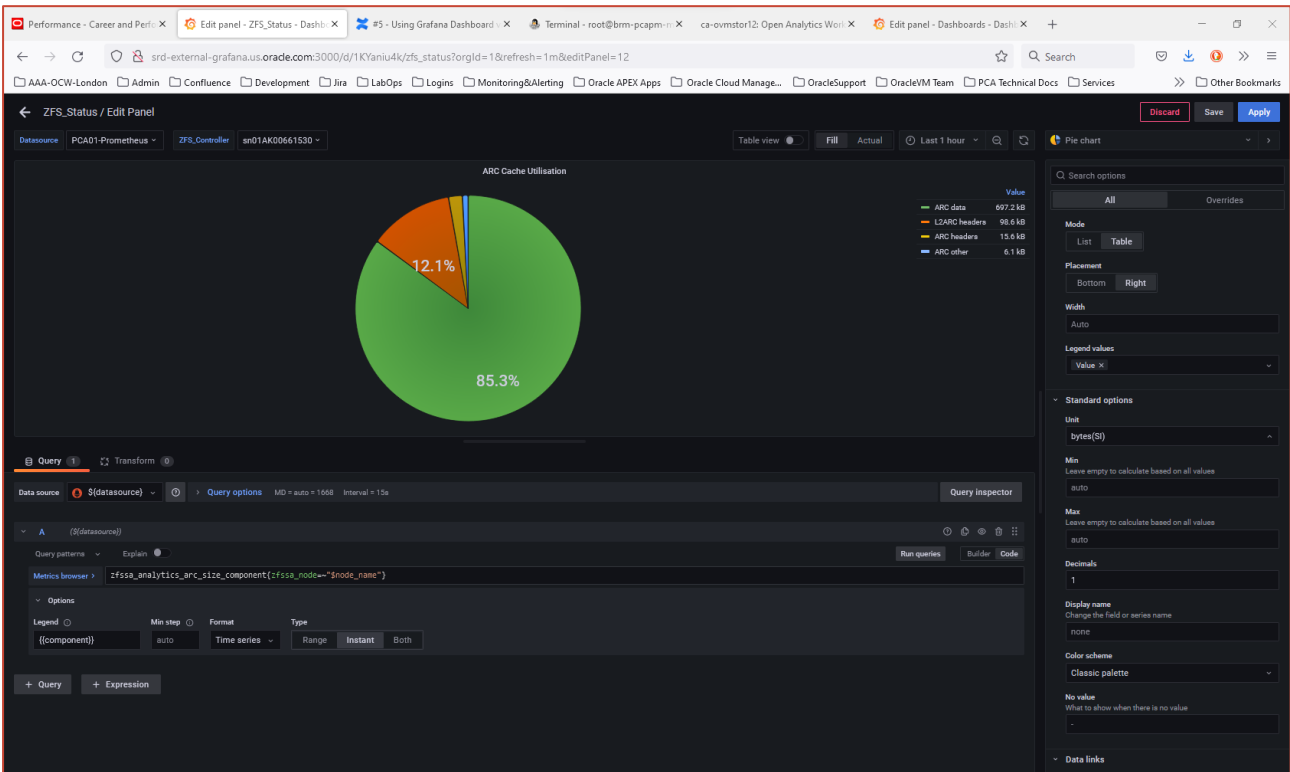 Performance - Career and Perfo
Edit panel - ZFS_Status - Dashbo
#5 - Using Grafana Dashboard v
Terminal - root@brm-pcapm-n
ca-ovmstor12: Open Analytics Work
Edit panel - Dashboards - Dashb
srd-external-grafana.us.oracle.com:3000/d/1KYaniu4k/zfs_status?orgId=1&refresh=1m&editPanel=12
Search
AAA-OCW-London Admin Confluence Development Jira LabOps Logins Monitoring&Alerting Oracle APEX Apps Oracle Cloud Manage... OracleSupport OracleVM Team PCA Technical Docs Services Other Bookmarks
ZFS_Status / Edit Panel
Discard Save Apply
Datasource PCA01-Prometheus ZFS_Controller sn01AK00661530
Table view Fill Actual Last 1 hour
Pie chart
ARC Cache Utilisation
Value
ARC data 697.2 kB
L2ARC headers 98.6 kB
ARC headers 15.6 kB
ARC other 6.1 kB
12.1%
85.3%
Query 1 Transform 0
Data source ${datasource} > Query options MD = auto = 1668 Interval = 15s Query inspector
A (${datasource})
Query patterns Explain Run queries Builder Code
Metrics browser > zfssa_analytics_arc_size_component{zfssa_node=~"$node_name"}
Options
Legend Min step Format Type
{{component}} auto Time series Range Instant Both
+ Query + Expression
Search options
All Overrides
Mode
List Table
Placement
Bottom Right
Width
Auto
Legend values
Value ×
Standard options
Unit
bytes(SI)
Min
Leave empty to calculate based on all values
auto
Max
Leave empty to calculate based on all values
auto
Decimals
1
Display name
Change the field or series name
none
Color scheme
Classic palette
No value
What to show when there is no value
-
Data links